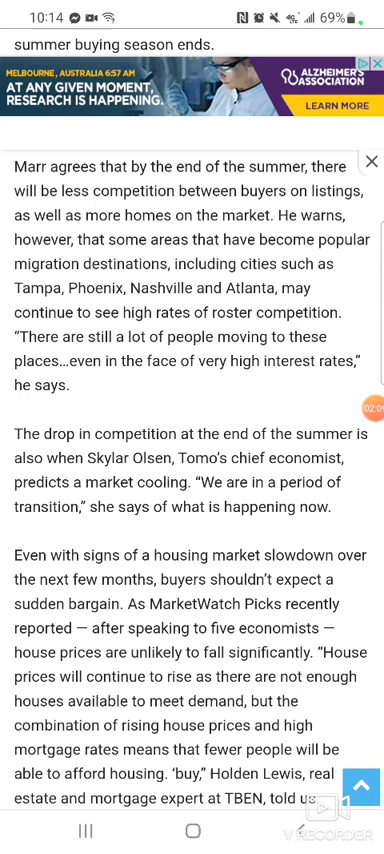 10:14 69%
summer buying season ends.
MELBOURNE, AUSTRALIA 6:57 AM
AT ANY GIVEN MOMENT,
RESEARCH IS HAPPENING.
ALZHEIMER'S
ASSOCIATION
LEARN MORE
Marr agrees that by the end of the summer, there
will be less competition between buyers on listings,
as well as more homes on the market. He warns,
however, that some areas that have become popular
migration destinations, including cities such as
Tampa, Phoenix, Nashville and Atlanta, may
continue to see high rates of roster competition.
“There are still a lot of people moving to these
places…even in the face of very high interest rates,”
he says.
02:0
The drop in competition at the end of the summer is
also when Skylar Olsen, Tomo’s chief economist,
predicts a market cooling. “We are in a period of
transition,” she says of what is happening now.
Even with signs of a housing market slowdown over
the next few months, buyers shouldn’t expect a
sudden bargain. As MarketWatch Picks recently
reported — after speaking to five economists —
house prices are unlikely to fall significantly. “House
prices will continue to rise as there are not enough
houses available to meet demand, but the
combination of rising house prices and high
mortgage rates means that fewer people will be
able to afford housing. ‘buy,” Holden Lewis, real
estate and mortgage expert at TBEN, told us
V RECORDER